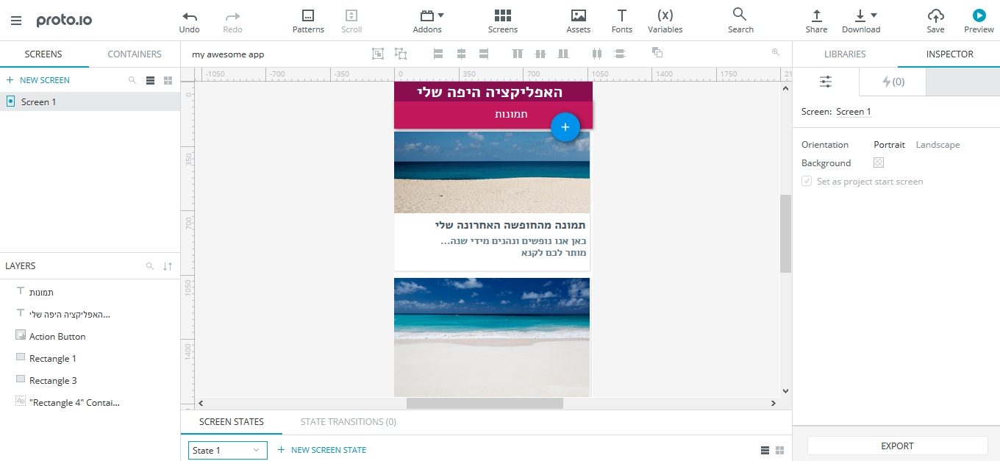 proto.io
Undo
Redo
Patterns
Scroll
Addons
Screens
Assets
Fonts
(x)
Variables
Search
Share
Download
Save
Preview
SCREENS
CONTAINERS
my awesome app
LIBRARIES
INSPECTOR
+ NEW SCREEN
Screen 1
-1050
-700
-350
0
350
700
1050
1400
1750
21
0
350
700
1050
1400
האפליקציה היפה שלי
תמונות
+
תמונה מהחופשה האחרונה שלי
כאן אנו נופשים ונהנים מידי שנה...
מותר לכם לקנא
LAYERS
תמונות
האפליקציה היפה שלי...
Action Button
Rectangle 1
Rectangle 3
"Rectangle 4" Contai...
(0)
Screen: Screen 1
Orientation Portrait Landscape
Background
Set as project start screen
SCREEN STATES
STATE TRANSITIONS (0)
State 1
+ NEW SCREEN STATE
EXPORT